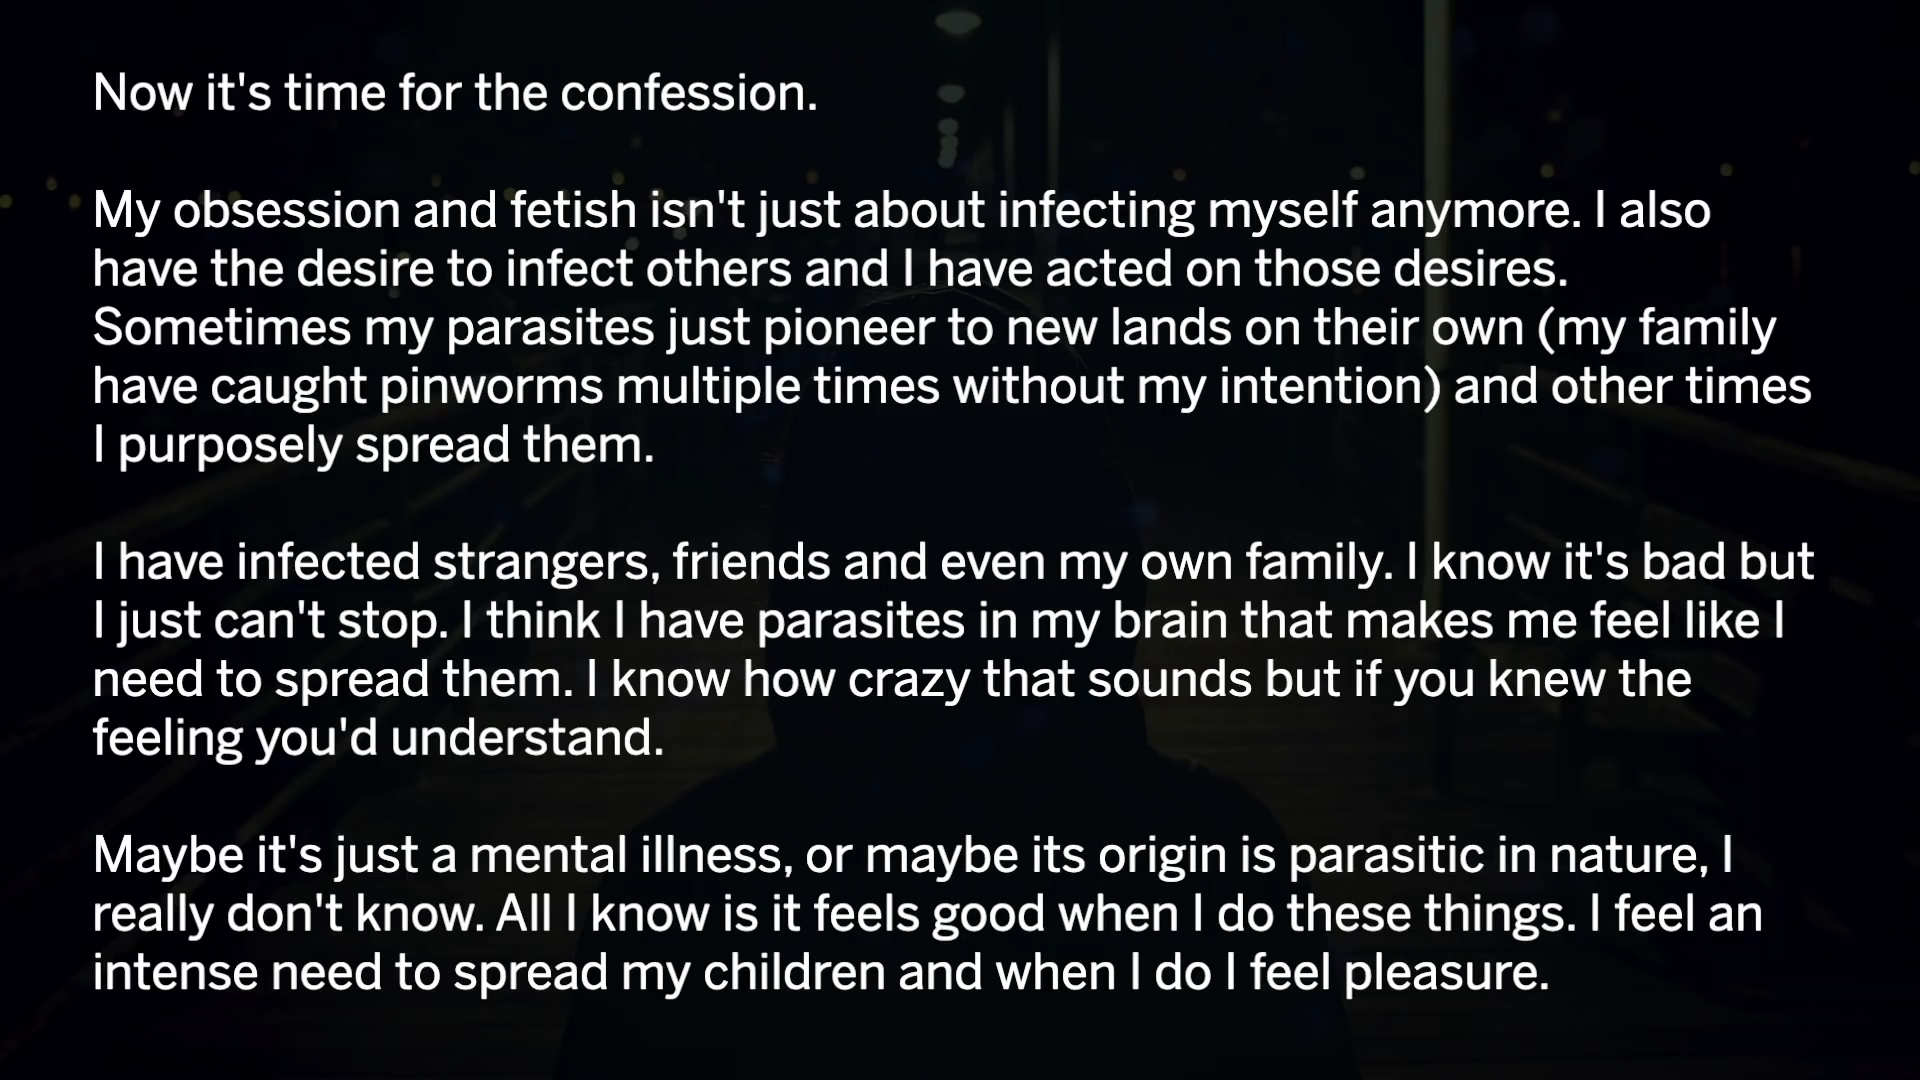 Now it's time for the confession.
My obsession and fetish isn't just about infecting myself anymore. I also
have the desire to infect others and I have acted on those desires.
Sometimes my parasites just pioneer to new lands on their own (my family
have caught pinworms multiple times without my intention) and other times
I purposely spread them.
I have infected strangers, friends and even my own family. I know it's bad but
I just can't stop. I think I have parasites in my brain that makes me feel like I
need to spread them. I know how crazy that sounds but if you knew the
feeling you'd understand.
Maybe it's just a mental illness, or maybe its origin is parasitic in nature, I
really don't know. All I know is it feels good when I do these things. I feel an
intense need to spread my children and when I do I feel pleasure.